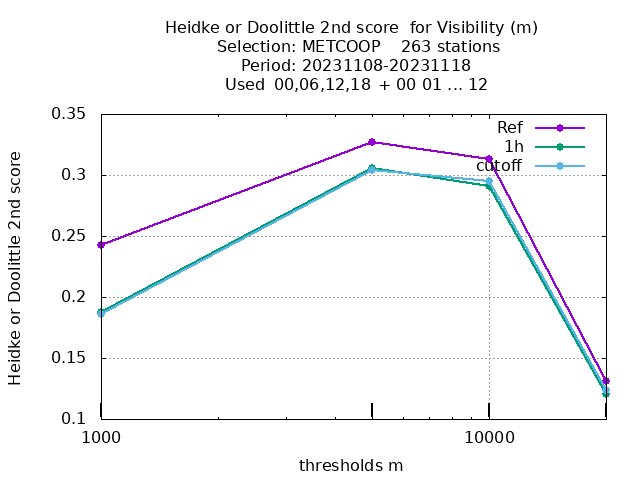 Heidke or Doolittle 2nd score  for Visibility (m)
Selection: METCOOP    263 stations
Period: 20231108-20231118
Used  00,06,12,18  + 00 01 ... 12
Heidke or Doolittle 2nd score
0.35
0.3
0.25
0.2
0.15
0.1
Ref
1h
cutoff
1000
10000
thresholds m